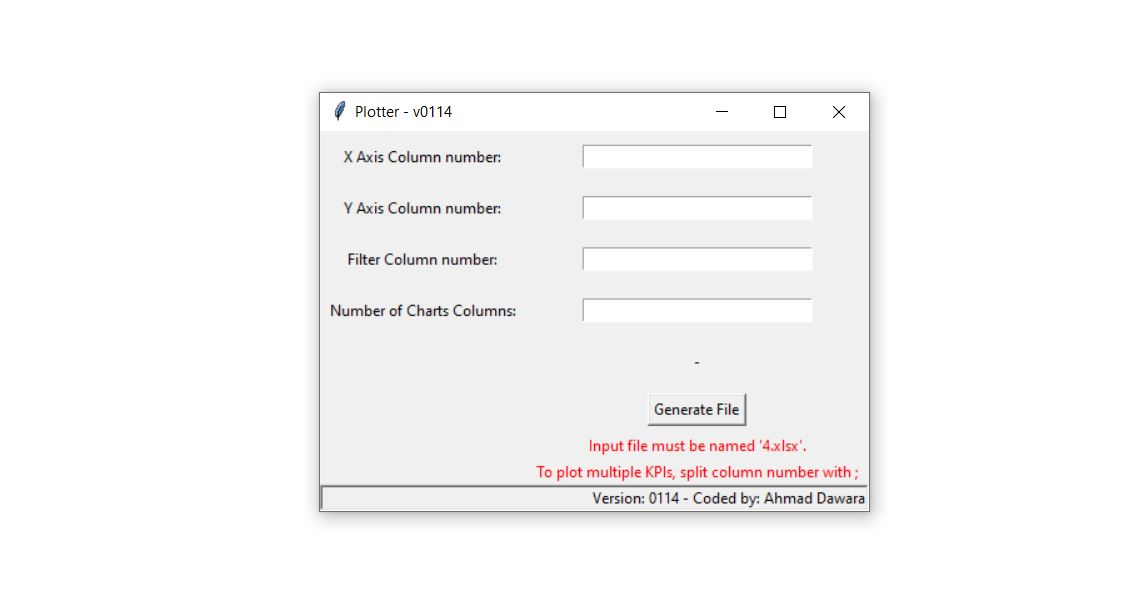 Plotter - v0114
X Axis Column number:
Y Axis Column number:
Filter Column number:
Number of Charts Columns:
-
Generate File
Input file must be named '4.xlsx'.
To plot multiple KPIs, split column number with ;
Version: 0114 - Coded by: Ahmad Dawara